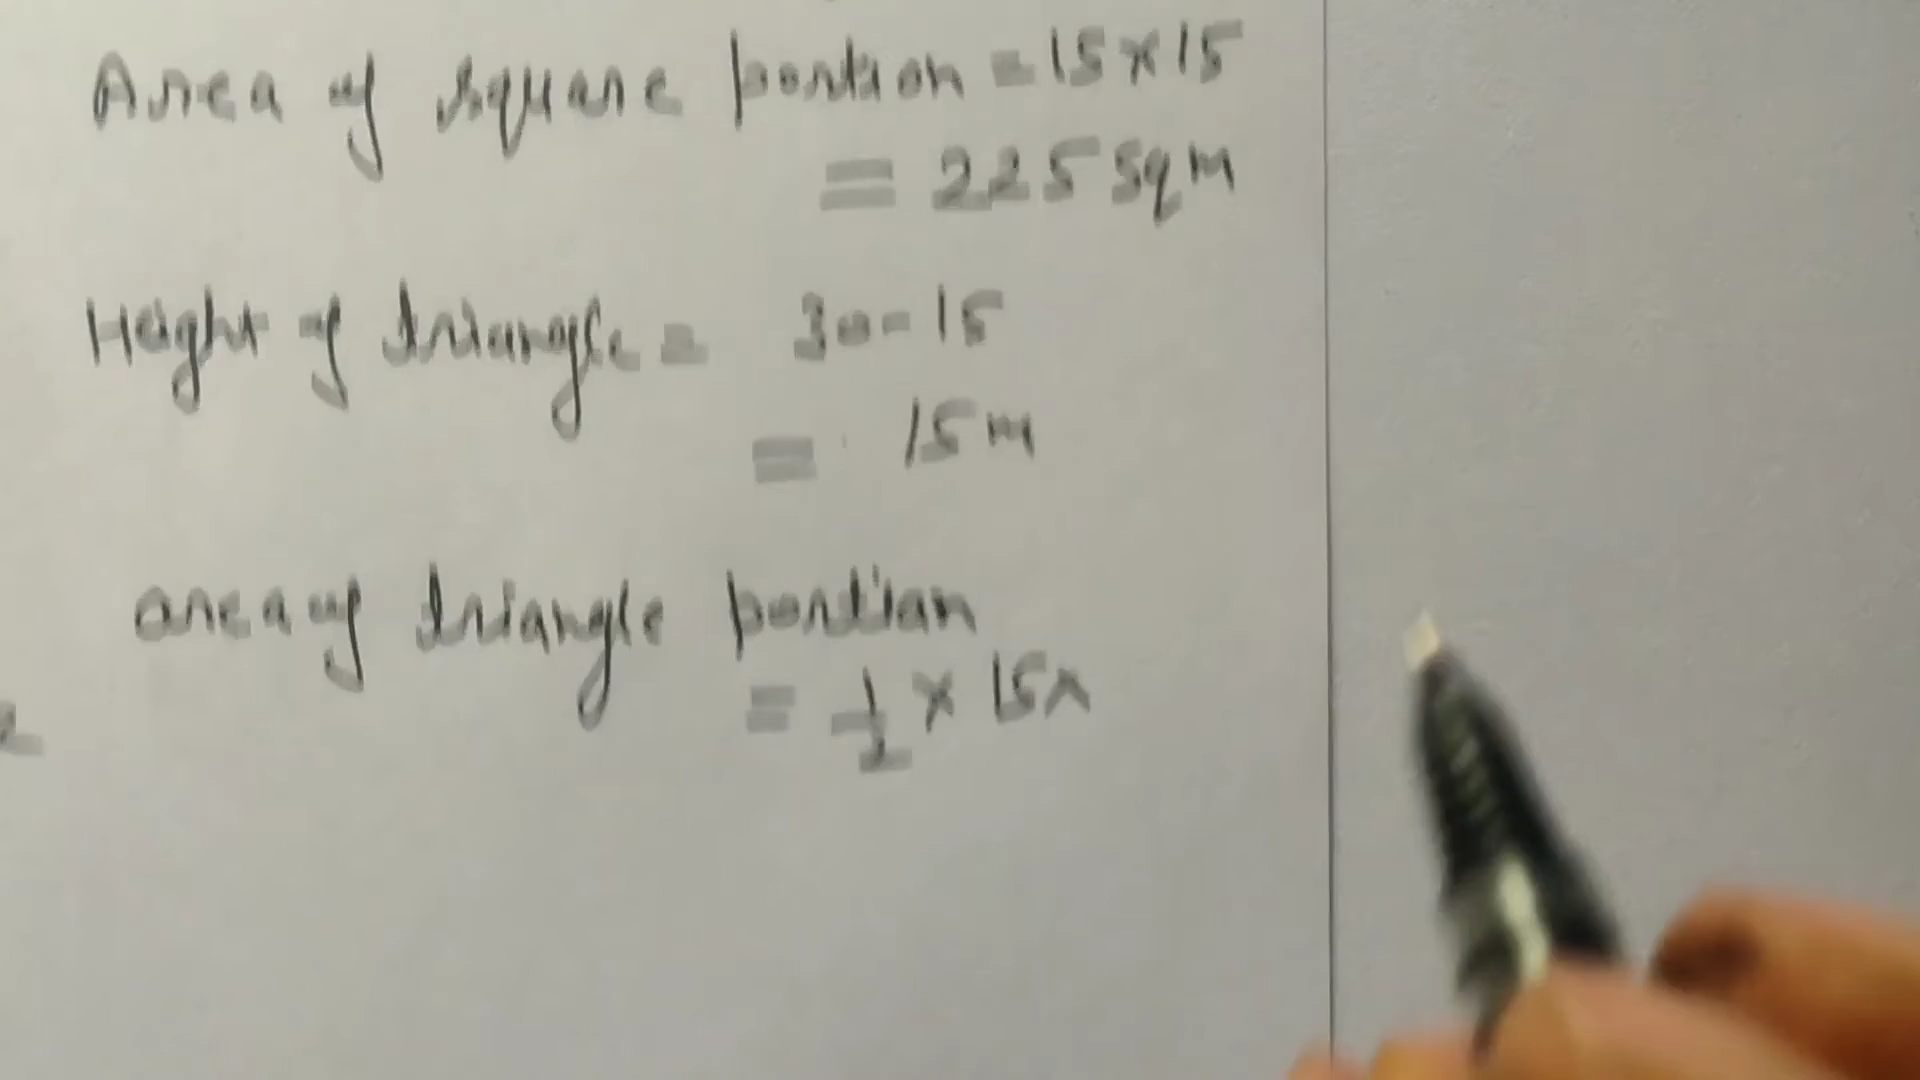 Area of square portion = 15 x 15
= 225 sqm
Height of triangle = 30-15
= 15m
area of triangle portion
= 1/2 x 15x